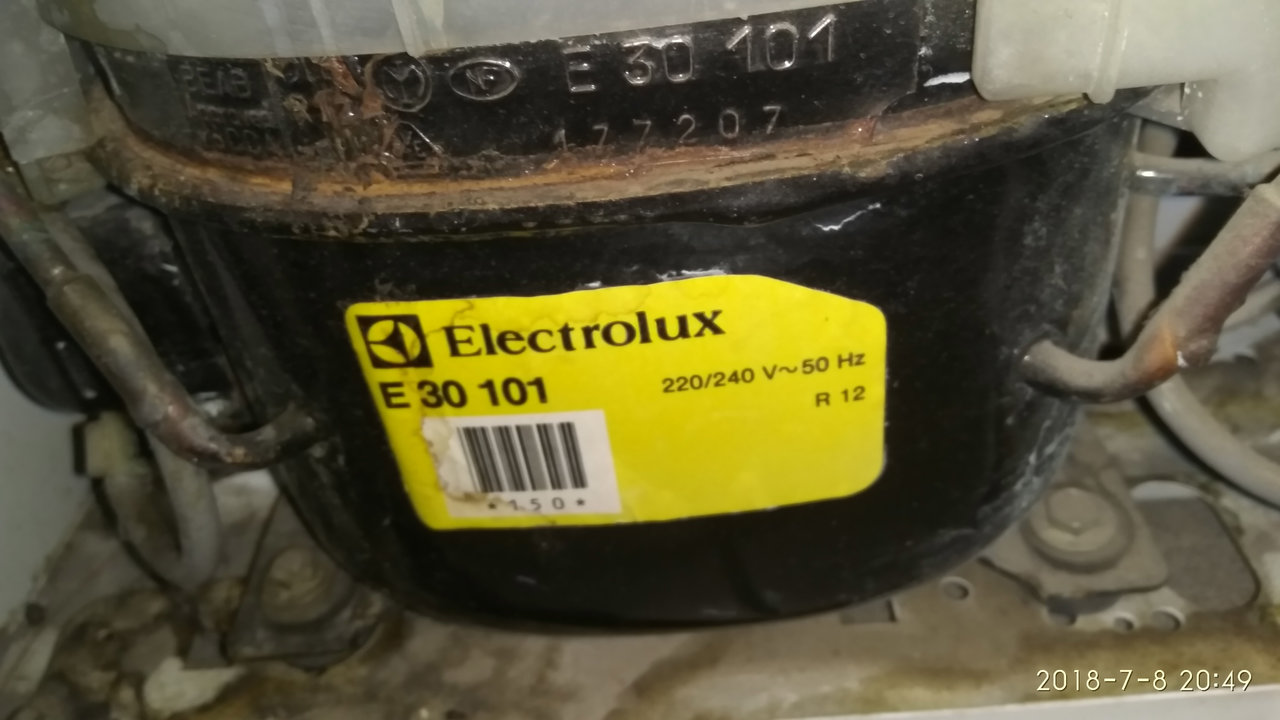 E 30 101
177207
Electrolux
E 30 101
220/240 V~50 Hz
R 12
*150*
2018-7-8 20:49